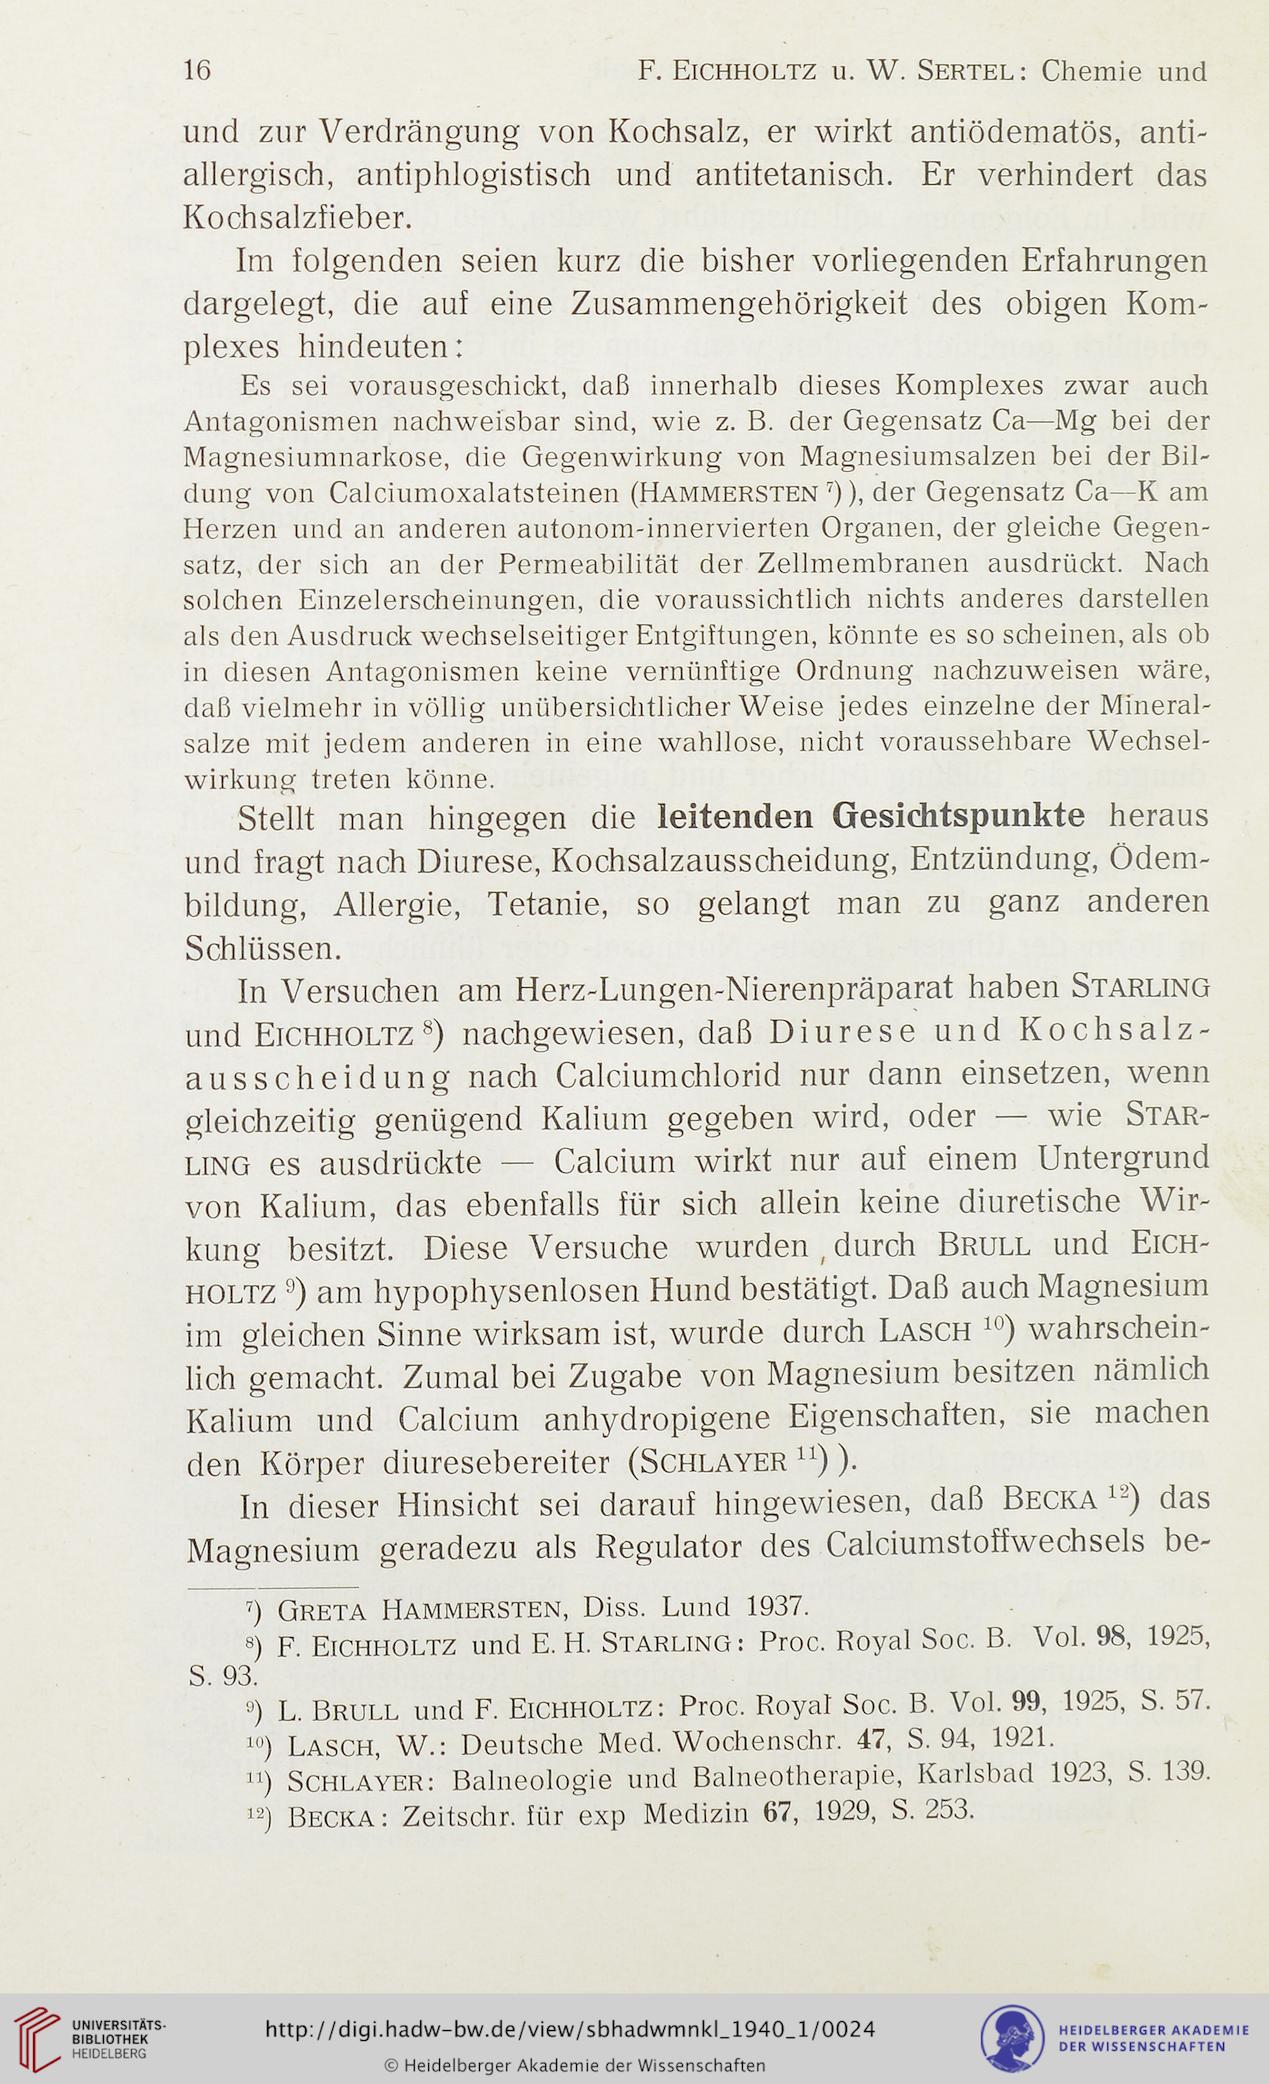 16 F. EICHHOLTZ u. W. SERTEL: Chemie und
und zur Verdrängung von Kochsalz, er wirkt antiödematös, anti-
allergisch, antiphlogistisch und antitetanisch. Er verhindert das
Kochsalzfieber.
Im folgenden seien kurz die bisher vorliegenden Erfahrungen
dargelegt, die auf eine Zusammengehörigkeit des obigen Kom-
plexes hindeuten:
Es sei vorausgeschickt, daß innerhalb dieses Komplexes zwar auch
Antagonismen nachweisbar sind, wie z. B. der Gegensatz Ca—Mg bei der
Magnesiumnarkose, die Gegenwirkung von Magnesiumsalzen bei der Bil-
dung von Calciumoxalatsteinen (HAMMERSTEN ⁷)), der Gegensatz Ca—K am
Herzen und an anderen autonom-innervierten Organen, der gleiche Gegen-
satz, der sich an der Permeabilität der Zellmembranen ausdrückt. Nach
solchen Einzelerscheinungen, die voraussichtlich nichts anderes darstellen
als den Ausdruck wechselseitiger Entgiftungen, könnte es so scheinen, als ob
in diesen Antagonismen keine vernünftige Ordnung nachzuweisen wäre,
daß vielmehr in völlig unübersichtlicher Weise jedes einzelne der Mineral-
salze mit jedem anderen in eine wahllose, nicht voraussehbare Wechsel-
wirkung treten könne.
Stellt man hingegen die leitenden Gesichtspunkte heraus
und fragt nach Diurese, Kochsalzausscheidung, Entzündung, Ödem-
bildung, Allergie, Tetanie, so gelangt man zu ganz anderen
Schlüssen.
In Versuchen am Herz-Lungen-Nierenpräparat haben STARLING
und EICHHOLTZ ⁸) nachgewiesen, daß Diurese und Kochsalz-
ausscheidung nach Calciumchlorid nur dann einsetzen, wenn
gleichzeitig genügend Kalium gegeben wird, oder — wie STAR-
LING es ausdrückte — Calcium wirkt nur auf einem Untergrund
von Kalium, das ebenfalls für sich allein keine diuretische Wir-
kung besitzt. Diese Versuche wurden durch BRULL und EICH-
HOLTZ ⁹) am hypophysenlosen Hund bestätigt. Daß auch Magnesium
im gleichen Sinne wirksam ist, wurde durch LASCH ¹⁰) wahrschein-
lich gemacht. Zumal bei Zugabe von Magnesium besitzen nämlich
Kalium und Calcium anhydropigene Eigenschaften, sie machen
den Körper diuresebereiter (SCHLAYER ¹¹)).
In dieser Hinsicht sei darauf hingewiesen, daß BECKA ¹²) das
Magnesium geradezu als Regulator des Calciumstoffwechsels be-
⁷) GRETA HAMMERSTEN, Diss. Lund 1937.
⁸) F. EICHHOLTZ und E. H. STARLING: Proc. Royal Soc. B. Vol. 98, 1925,
S. 93.
⁹) L. BRULL und F. EICHHOLTZ: Proc. Royal Soc. B. Vol. 99, 1925, S. 57.
¹⁰) LASCH, W.: Deutsche Med. Wochenschr. 47, S. 94, 1921.
¹¹) SCHLAYER: Balneologie und Balneotherapie, Karlsbad 1923, S. 139.
¹²) BECKA: Zeitschr. für exp Medizin 67, 1929, S. 253.
UNIVERSITÄTS-
BIBLIOTHEK
HEIDELBERG
http://digi.hadw-bw.de/view/sbhadwmnkl_1940_1/0024
© Heidelberger Akademie der Wissenschaften
HEIDELBERGER AKADEMIE
DER WISSENSCHAFTEN